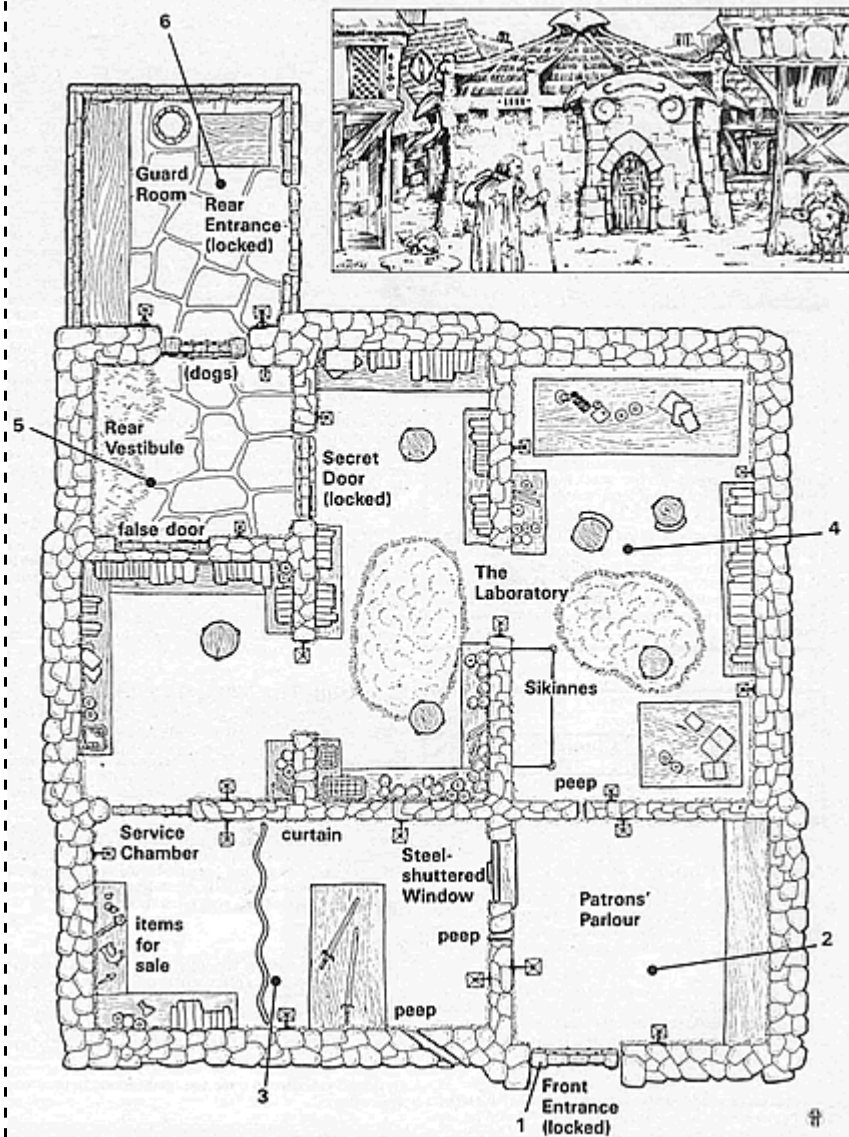 6
Guard
Room
Rear
Entrance
(locked)
(dogs)
5
Rear
Vestibule
Secret
Door
(locked)
false door
4
The
Laboratory
Sikinnes
peep
Service
Chamber
curtain
Steel-
shuttered
Window
Patrons'
Parlour
items
for
sale
peep
2
peep
3
1
Front
Entrance
(locked)